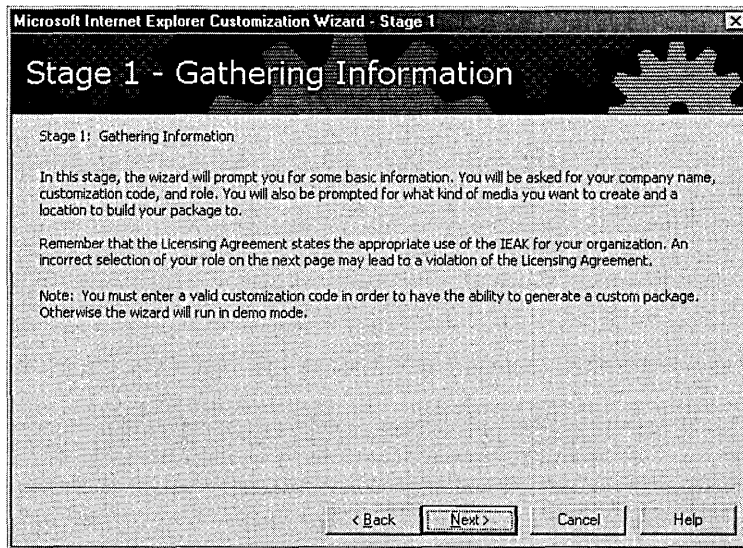 Microsoft Internet Explorer Customization Wizard - Stage 1
Stage 1 - Gathering Information
Stage 1: Gathering Information
In this stage, the wizard will prompt you for some basic information. You will be asked for your company name,
customization code, and role. You will also be prompted for what kind of media you want to create and a
location to build your package to.
Remember that the Licensing Agreement states the appropriate use of the IEAK for your organization. An
incorrect selection of your role on the next page may lead to a violation of the Licensing Agreement.
Note: You must enter a valid customization code in order to have the ability to generate a custom package.
Otherwise the wizard will run in demo mode.
< Back Next > Cancel Help